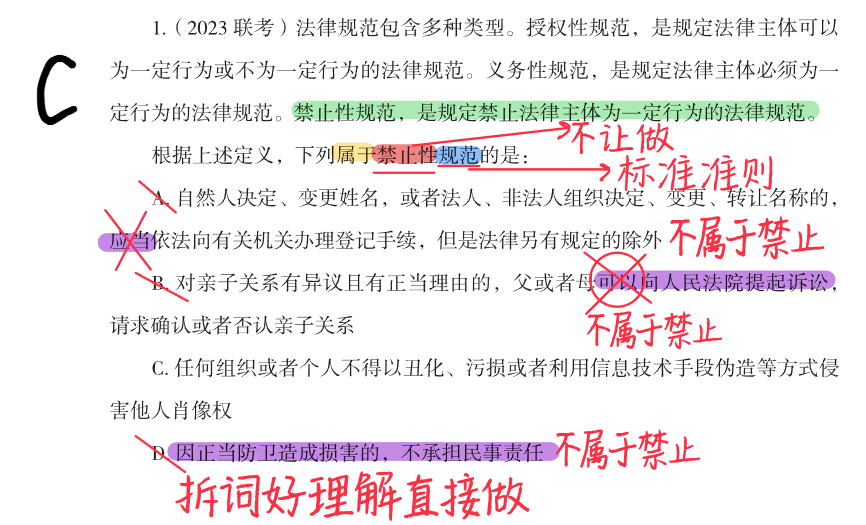 1.（2023 联考）法律规范包含多种类型。授权性规范，是规定法律主体可以
为一定行为或不为一定行为的法律规范。义务性规范，是规定法律主体必须为一
定行为的法律规范。禁止性规范，是规定禁止法律主体为一定行为的法律规范。
C
不让做
根据上述定义，下列属于禁止性规范的是：
标准准则
A. 自然人决定、变更姓名，或者法人、非法人组织决定、变更、转让名称的，
应当依法向有关机关办理登记手续，但是法律另有规定的除外 不属于禁止
B. 对亲子关系有异议且有正当理由的，父或者母可以向人民法院提起诉讼，
请求确认或者否认亲子关系
不属于禁止
C. 任何组织或者个人不得以丑化、污损或者利用信息技术手段伪造等方式侵
害他人肖像权
D. 因正当防卫造成损害的，不承担民事责任 不属于禁止
拆词好理解直接做